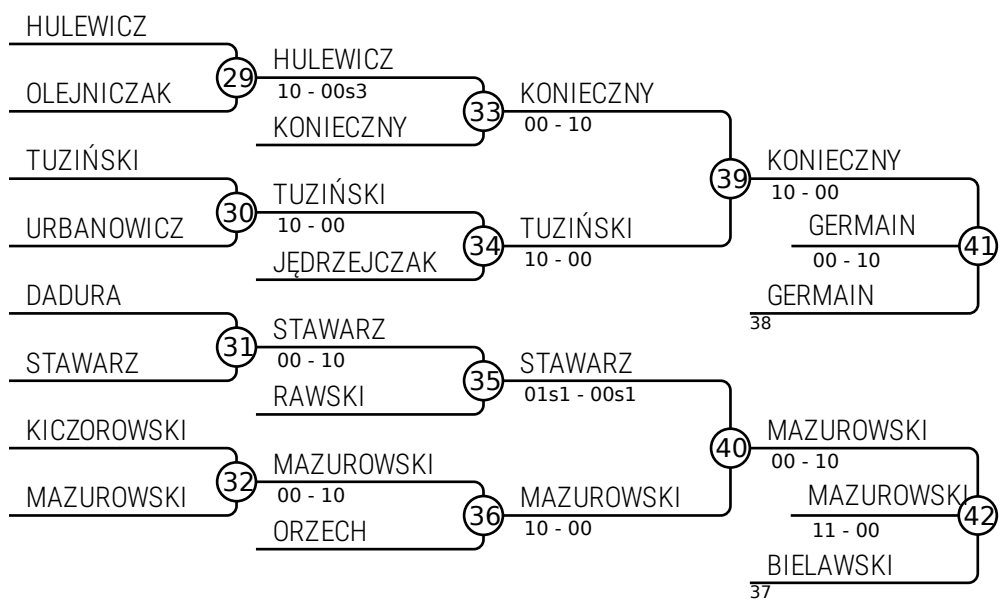 HULEWICZ
OLEJNICZAK
29
HULEWICZ
10 - 00s3
KONIECZNY
33
KONIECZNY
00 - 10
TUZIŃSKI
URBANOWICZ
30
TUZIŃSKI
10 - 00
JĘDRZEJCZAK
34
TUZIŃSKI
10 - 00
39
KONIECZNY
10 - 00
GERMAIN
00 - 10
41
GERMAIN
38
DADURA
STAWARZ
31
STAWARZ
00 - 10
RAWSKI
35
STAWARZ
01s1 - 00s1
KICZOROWSKI
MAZUROWSKI
32
MAZUROWSKI
00 - 10
ORZECH
36
MAZUROWSKI
10 - 00
40
MAZUROWSKI
00 - 10
MAZUROWSKI
11 - 00
42
BIELAWSKI
37